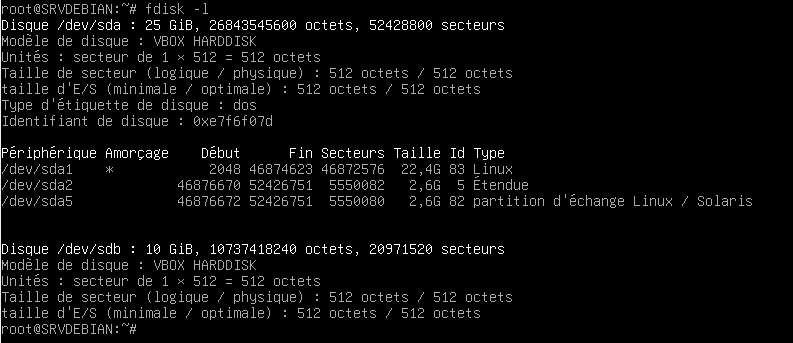 root@SRVDEBIAN:~# fdisk -l
Disque /dev/sda : 25 GiB, 26843545600 octets, 52428800 secteurs
Modèle de disque : VBOX HARDDISK
Unités : secteur de 1 × 512 = 512 octets
Taille de secteur (logique / physique) : 512 octets / 512 octets
taille d'E/S (minimale / optimale) : 512 octets / 512 octets
Type d'étiquette de disque : dos
Identifiant de disque : 0xe7f6f07d
Périphérique Amorçage Début Fin Secteurs Taille Id Type
/dev/sda1 * 2048 46874623 46872576 22,4G 83 Linux
/dev/sda2 46876670 52426751 5550082 2,6G 5 Étendue
/dev/sda5 46876672 52426751 5550080 2,6G 82 partition d'échange Linux / Solaris
Disque /dev/sdb : 10 GiB, 10737418240 octets, 20971520 secteurs
Modèle de disque : VBOX HARDDISK
Unités : secteur de 1 × 512 = 512 octets
Taille de secteur (logique / physique) : 512 octets / 512 octets
taille d'E/S (minimale / optimale) : 512 octets / 512 octets
root@SRVDEBIAN:~#